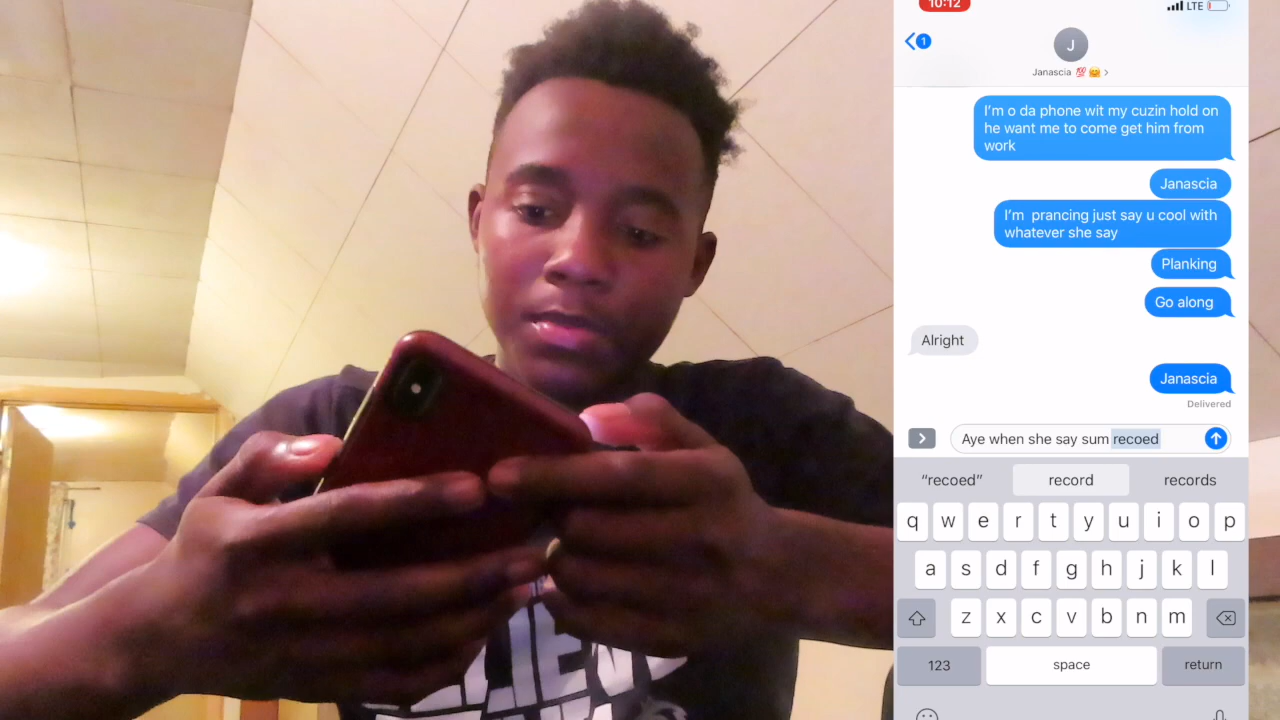 10:12
LTE
1
J
Janascia 💯 🤗 >
I'm o da phone wit my cuzin hold on
he want me to come get him from
work
Janascia
I'm prancing just say u cool with
whatever she say
Planking
Go along
Alright
Janascia
Delivered
Aye when she say sum recoed
“recoed” record records
q w e r t y u i o p
a s d f g h j k l
z x c v b n m
123 space return